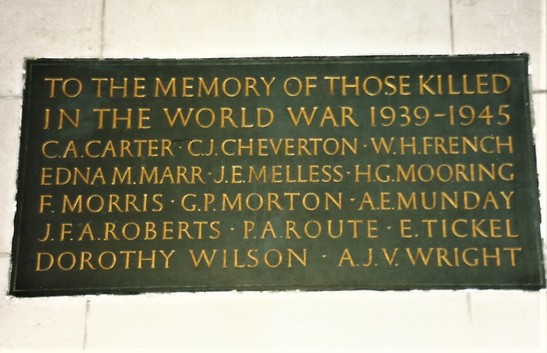 TO THE MEMORY OF THOSE KILLED
IN THE WORLD WAR 1939-1945
C.A.CARTER · C.J.CHEVERTON · W.H.FRENCH
EDNA M.MARR · J.E.MELLESS · H.G.MOORING
F. MORRIS · G.P.MORTON · A.E.MUNDAY
J.F.A.ROBERTS · P.A.ROUTE · E.TICKEL
DOROTHY WILSON · A.J.V.WRIGHT